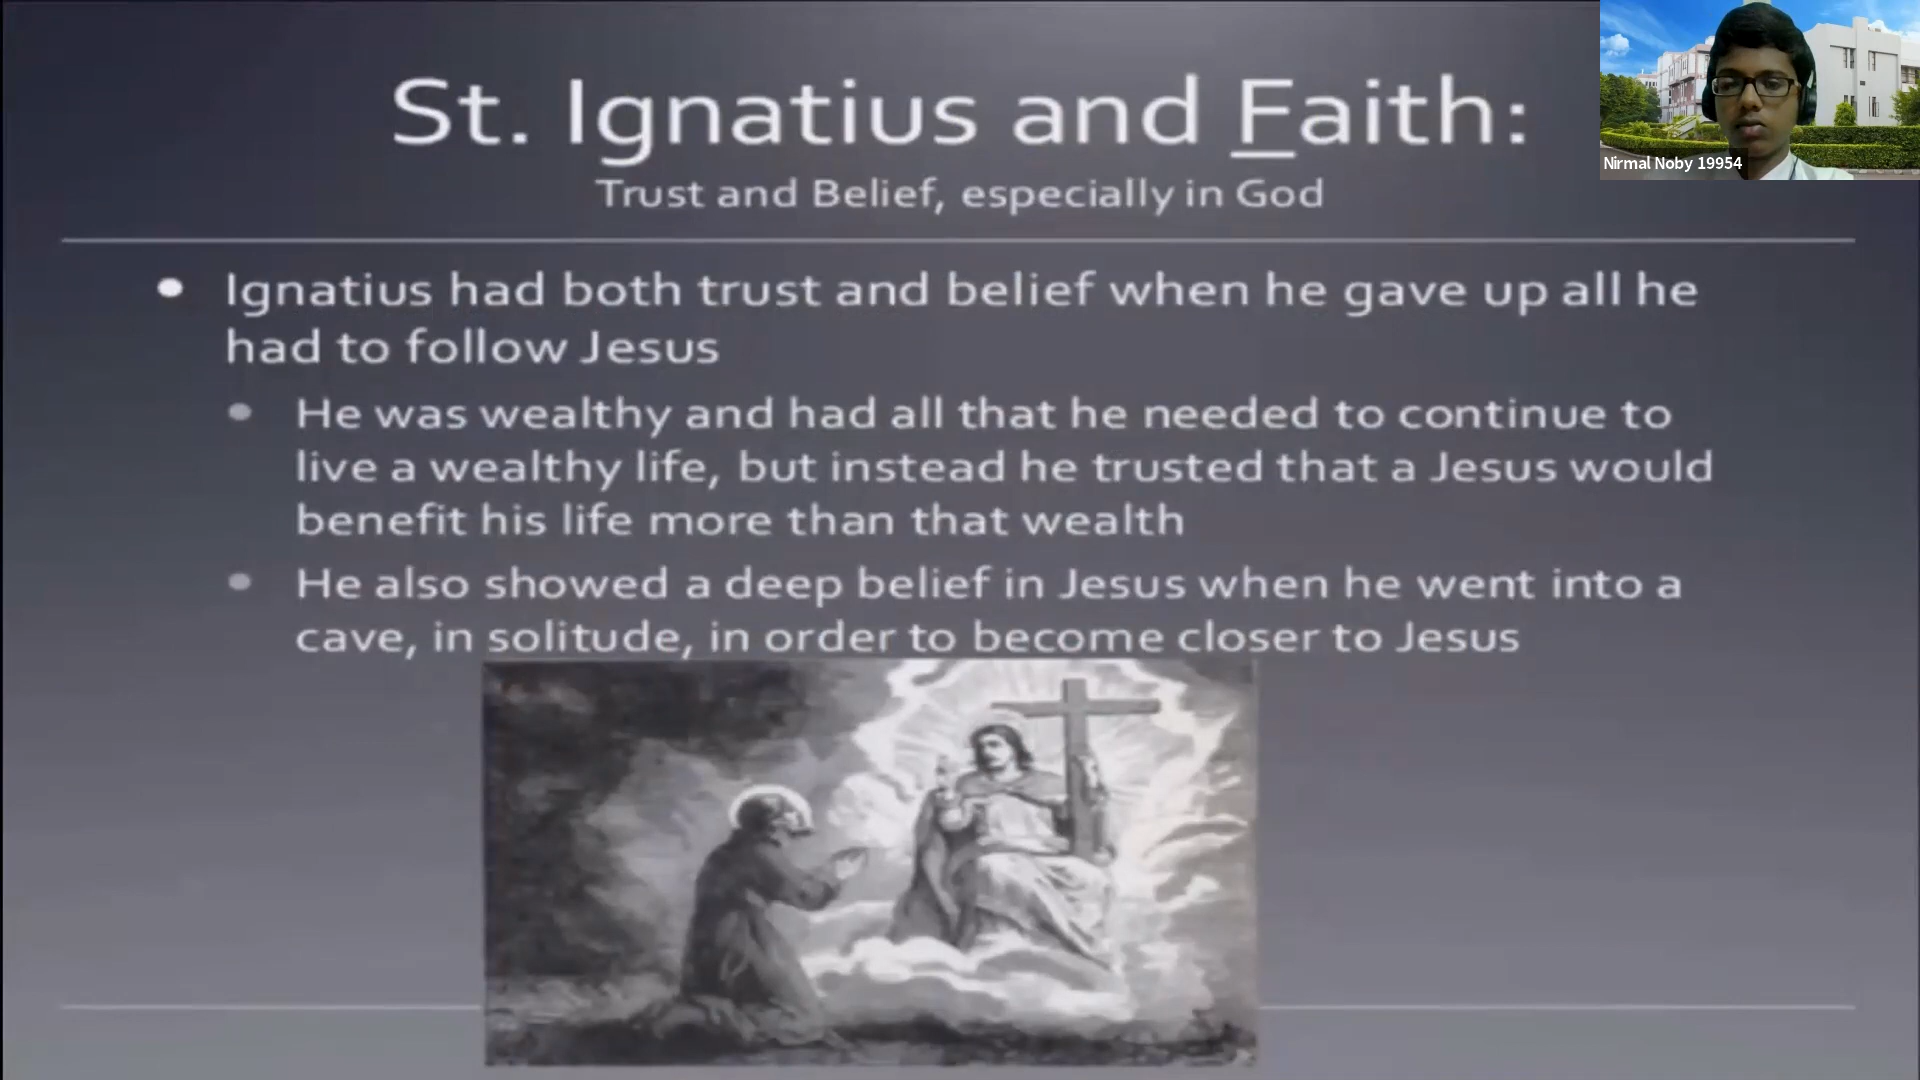 St. Ignatius and Faith:
Trust and Belief, especially in God
Nirmal Noby 19954
• Ignatius had both trust and belief when he gave up all he
had to follow Jesus
• He was wealthy and had all that he needed to continue to
live a wealthy life, but instead he trusted that a Jesus would
benefit his life more than that wealth
• He also showed a deep belief in Jesus when he went into a
cave, in solitude, in order to become closer to Jesus